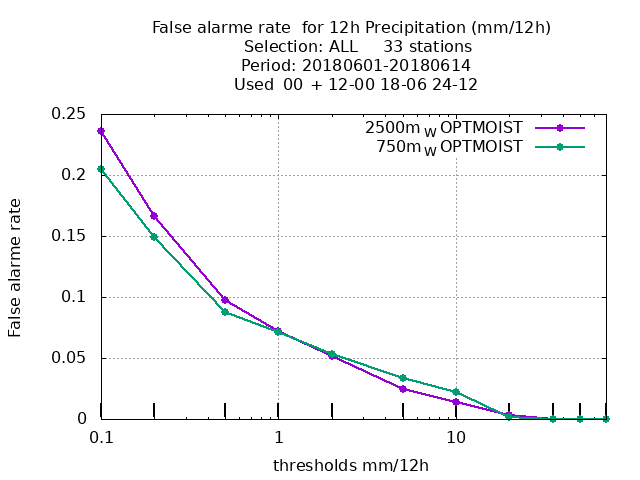 False alarme rate  for 12h Precipitation (mm/12h)
Selection: ALL     33 stations
Period: 20180601-20180614
Used  00  + 12-00 18-06 24-12
2500m W OPTMOIST
750m W OPTMOIST
0.25
0.2
0.15
0.1
0.05
0
False alarme rate
0.1 1 10
thresholds mm/12h